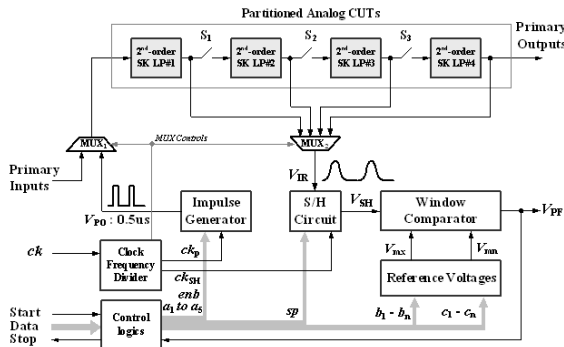 Partitioned Analog CUTs
Primary
Outputs
S1
S2
S3
2nd-order
SK LP#1
2nd-order
SK LP#2
2nd-order
SK LP#3
2nd-order
SK LP#4
MUX1
MUX Controls
MUX2
Primary
Inputs
VIR
VPO : 0.5us
Impulse
Generator
S/H
Circuit
VSH
Window
Comparator
VPF
ck
Clock
Frequency
Divider
ckp
ckSH
Vmx
Vmn
Reference Voltages
enb
a1 to a5
sp
b1 - bn
c1 - cn
Start
Data
Stop
Control
logics